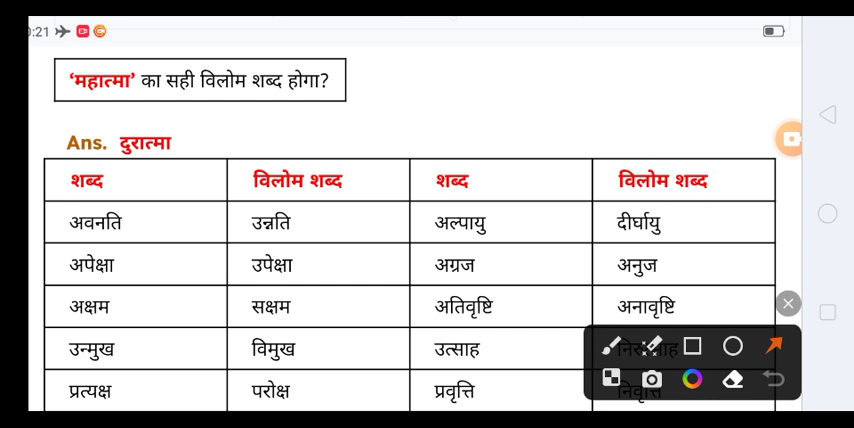 :21
'महात्मा' का सही विलोम शब्द होगा?
Ans. दुरात्मा
शब्द विलोम शब्द शब्द विलोम शब्द
अवनति उन्नति अल्पायु दीर्घायु
अपेक्षा उपेक्षा अग्रज अनुज
अक्षम सक्षम अतिवृष्टि अनावृष्टि
उन्मुख विमुख उत्साह
प्रत्यक्ष परोक्ष प्रवृत्ति